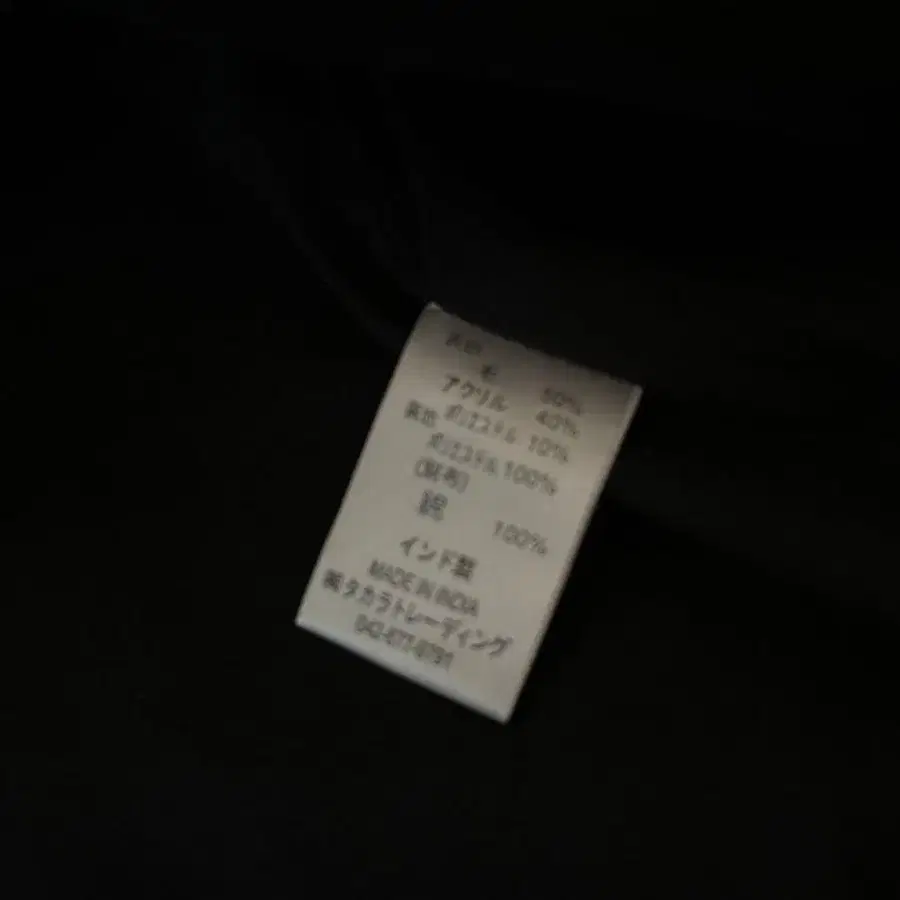 表地
毛 50%
アクリル 40%
ポリエステル 10%
裏地
ポリエステル 100%
(別布)
綿 100%
インド製
MADE IN INDIA
㈱タカラトレーディング